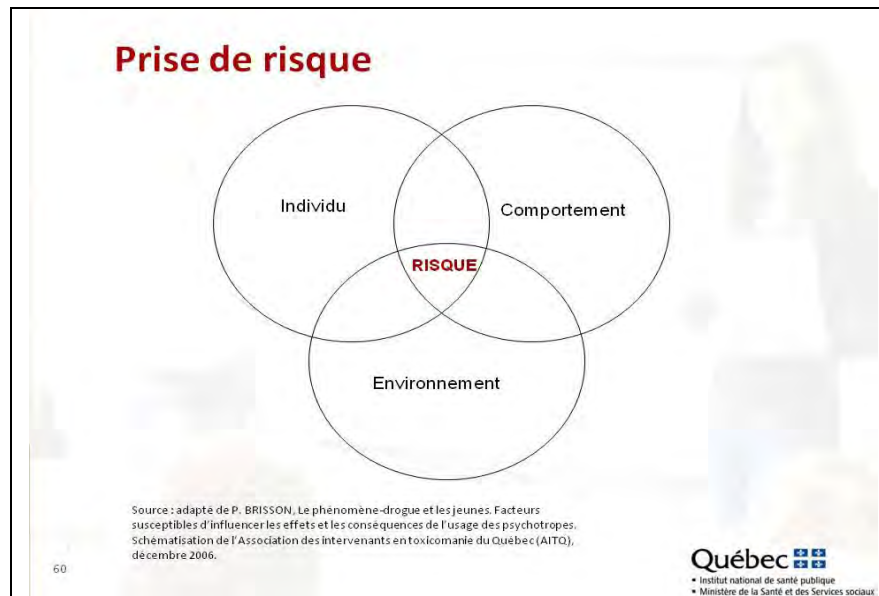 Prise de risque
Individu
Comportement
RISQUE
Environnement
Source : adapté de P. BRISSON, Le phénomène-drogue et les jeunes. Facteurs
susceptibles d'influencer les effets et les conséquences de l'usage des psychotropes.
Schématisation de l'Association des intervenants en toxicomanie du Québec (AITQ),
décembre 2006.
60
Québec
▪ Institut national de santé publique
▪ Ministère de la Santé et des Services sociaux